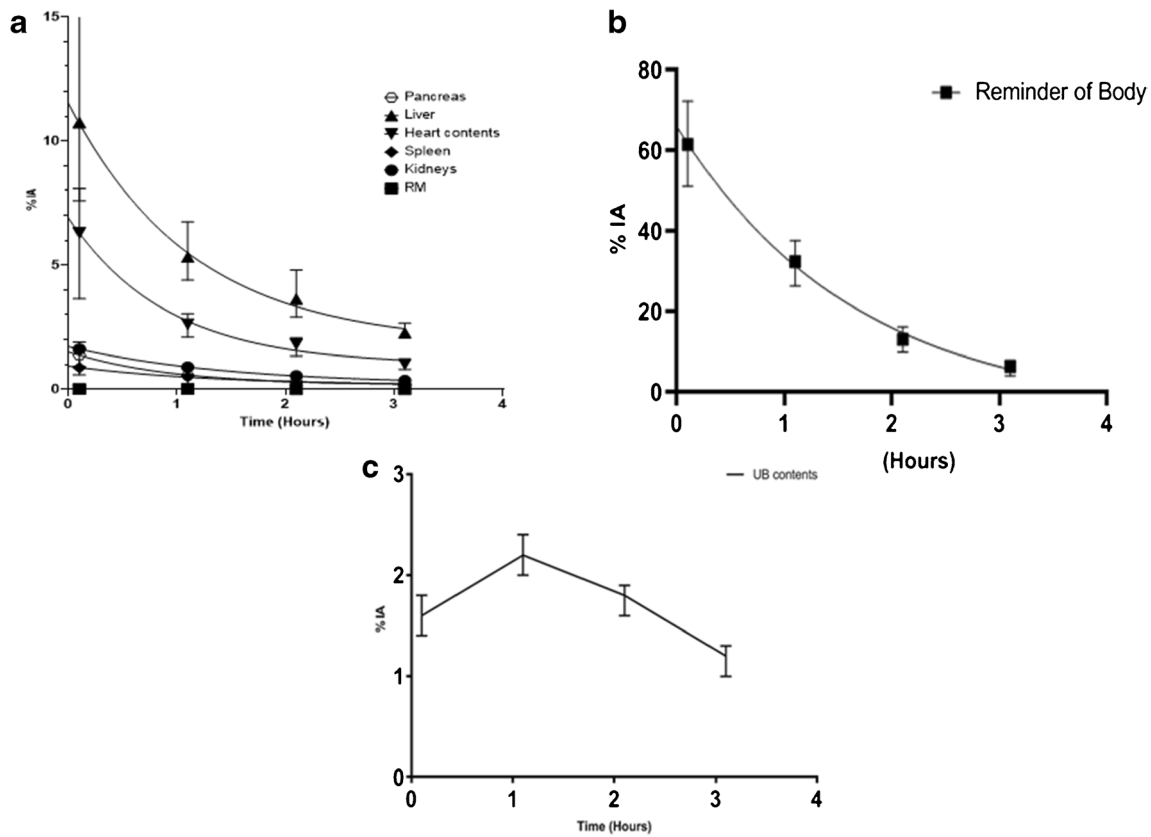 a
15
10
5
0
% IA
0 1 2 3 4
Time (Hours)
Pancreas
Liver
Heart contents
Spleen
Kidneys
RM
b
80
60
40
20
0
% IA
0 1 2 3 4
(Hours)
Reminder of Body
c
3
2
1
0
% IA
0 1 2 3 4
Time (Hours)
UB contents